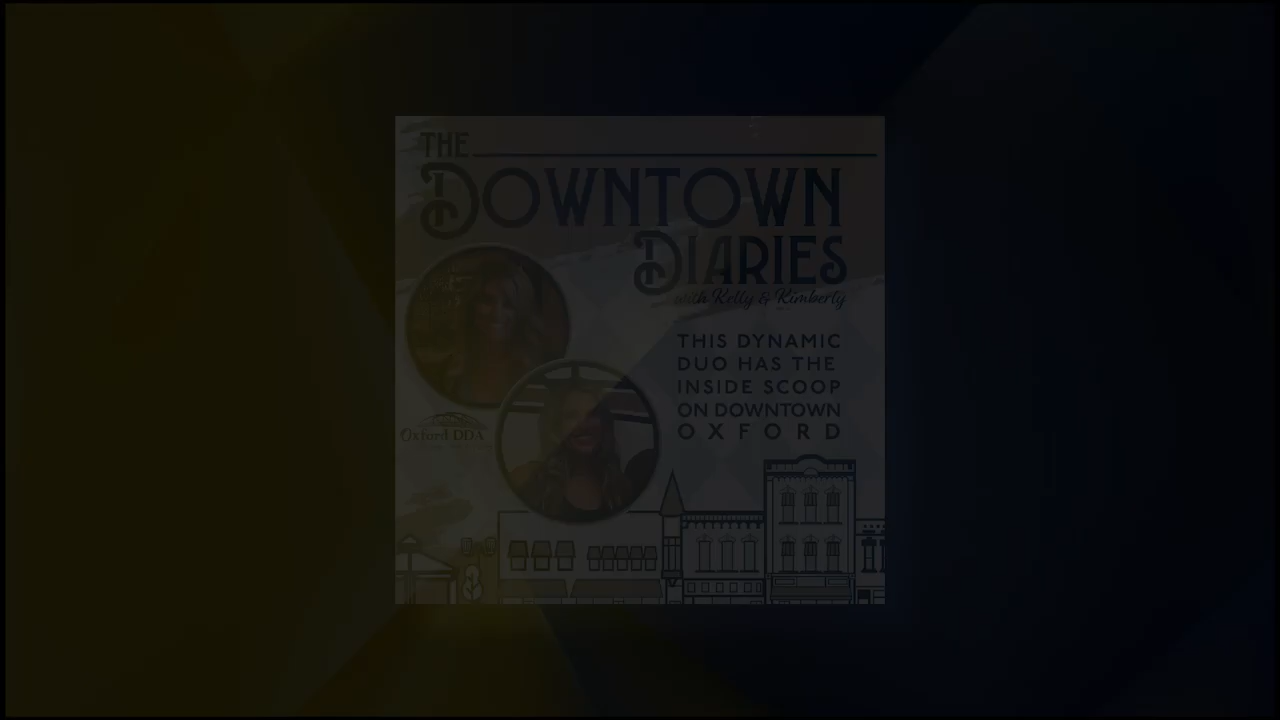 THE
DOWNTOWN
DIARIES
with Kelly & Kimberly
THIS DYNAMIC
DUO HAS THE
INSIDE SCOOP
ON DOWNTOWN
OXFORD
Oxford DDA